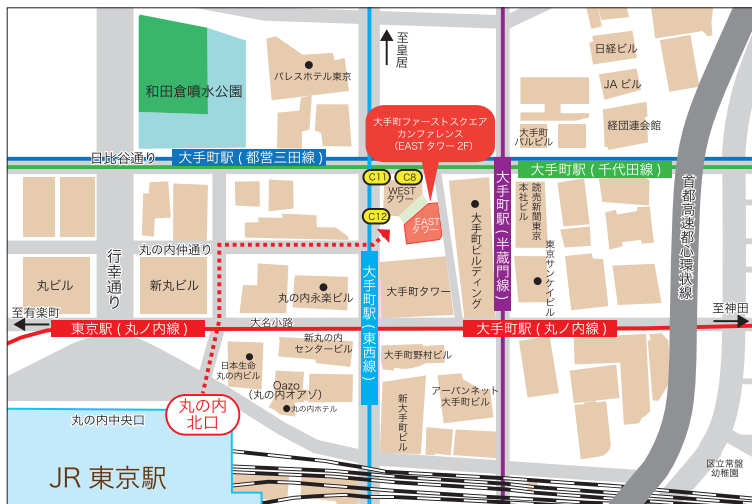 至皇居
日経ビル
JAビル
経団連会館
パレスホテル東京
和田倉噴水公園
大手町ファーストスクエア
カンファレンス
(EASTタワー2F)
大手町
パルビル
日比谷通り
大手町駅(都営三田線)
大手町駅(千代田線)
C11
C8
C12
WEST
タワー
EAST
タワー
大手町ビルディング
大手町駅(半蔵門線)
読売新聞東京
本社ビル
東京サンケイビル
首都高速都心環状線
丸の内仲通り
行幸通り
丸ビル
新丸ビル
丸の内永楽ビル
大手町駅(東西線)
大手町タワー
至有楽町
至神田
東京駅(丸ノ内線)
大名小路
大手町駅(丸ノ内線)
新丸の内
センタービル
日本生命
丸の内ビル
Oazo
(丸の内オアゾ)
丸の内ホテル
大手町野村ビル
新大手町ビル
アーバンネット
大手町ビル
丸の内
北口
丸の内中央口
JR 東京駅
区立常盤
幼稚園